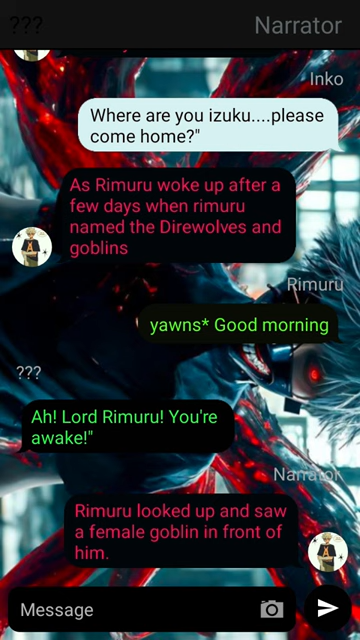 ??? Narrator
Inko
Where are you izuku....please
come home?"
As Rimuru woke up after a
few days when rimuru
named the Direwolves and
goblins
Rimuru
yawns* Good morning
???
Ah! Lord Rimuru! You're
awake!"
Narrator
Rimuru looked up and saw
a female goblin in front of
him.
Message